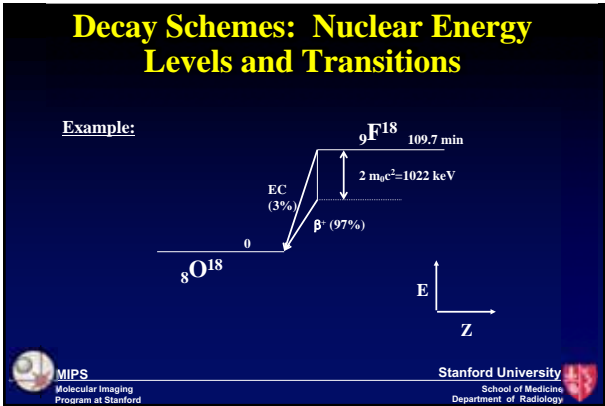 Decay Schemes: Nuclear Energy
Levels and Transitions
Example:
₉F¹⁸ 109.7 min
2 m₀c²=1022 keV
EC
(3%)
β⁺ (97%)
0
₈O¹⁸
E
Z
MIPS
Molecular Imaging
Program at Stanford
Stanford University
School of Medicine
Department of Radiology